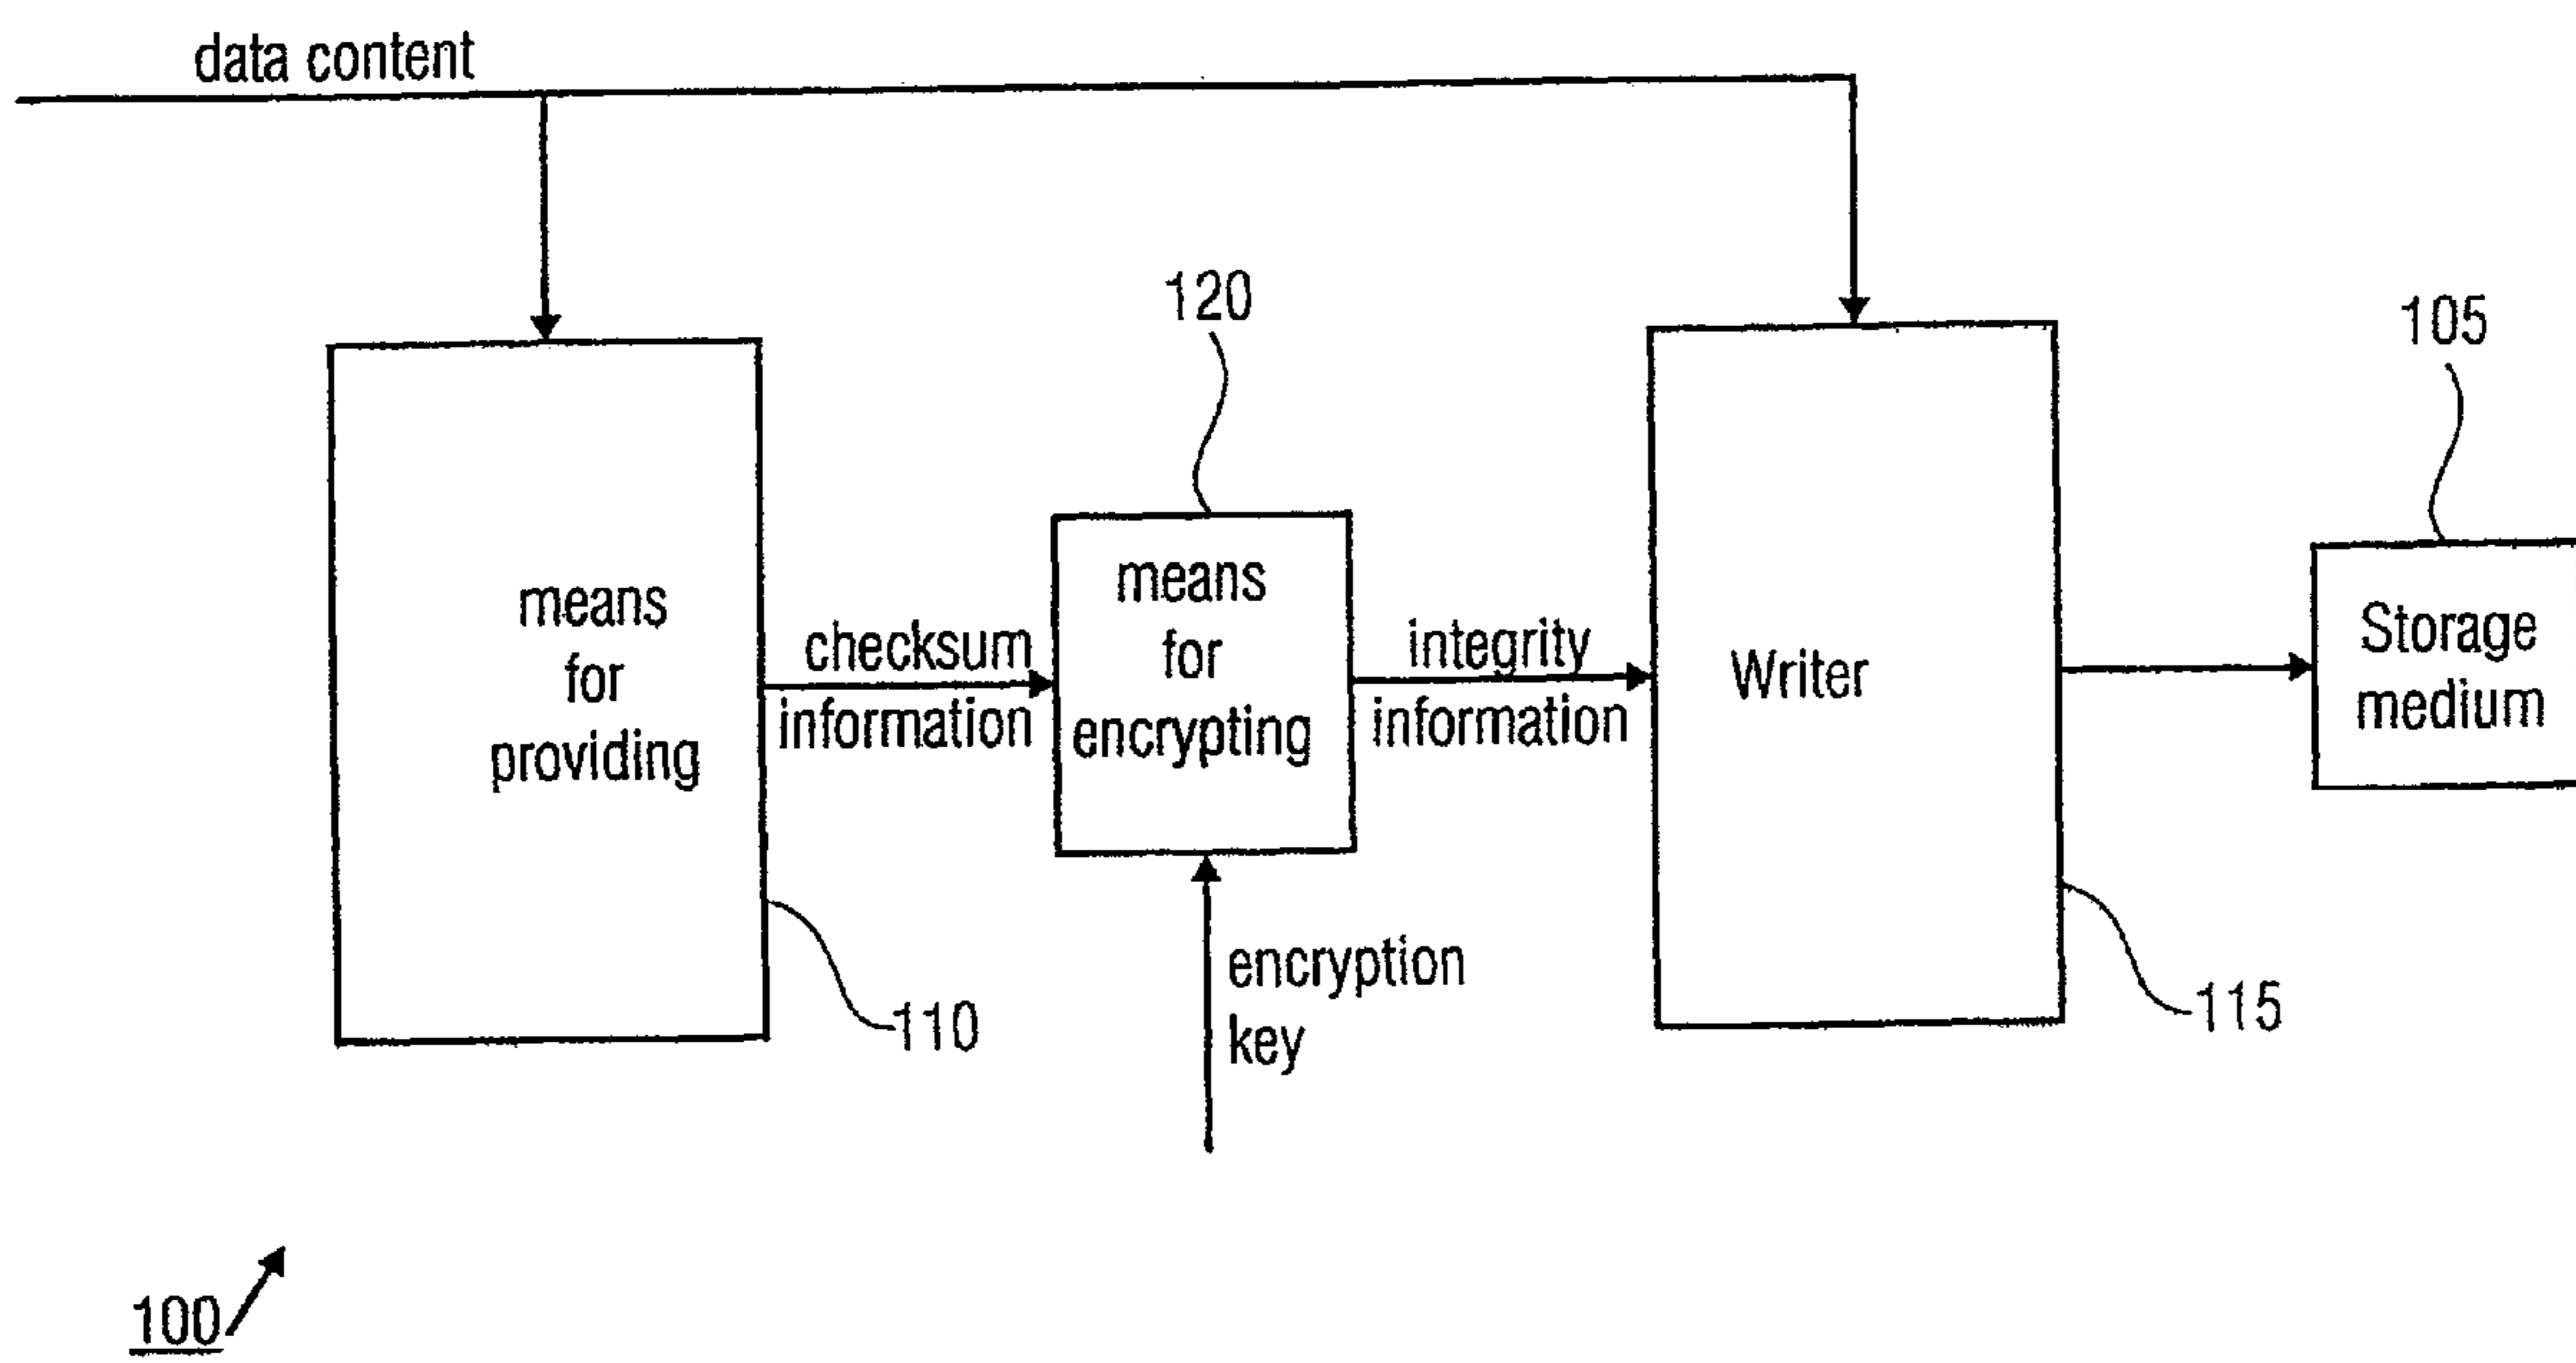 data content
120
105
means
for
providing
checksum
information
means
for
encrypting
integrity
information
Writer
Storage
medium
110
encryption
key
115
100